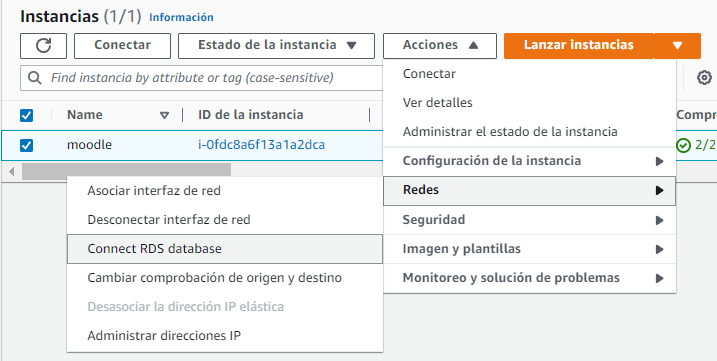 Instancias (1/1) Información
Conectar Estado de la instancia Acciones Lanzar instancias
Find instancia by attribute or tag (case-sensitive)
Name ID de la instancia
moodle i-0fdc8a6f13a1a2dca 2/2
Conectar
Ver detalles
Administrar el estado de la instancia
Configuración de la instancia
Redes
Seguridad
Imagen y plantillas
Monitoreo y solución de problemas
Asociar interfaz de red
Desconectar interfaz de red
Connect RDS database
Cambiar comprobación de origen y destino
Desasociar la dirección IP elástica
Administrar direcciones IP